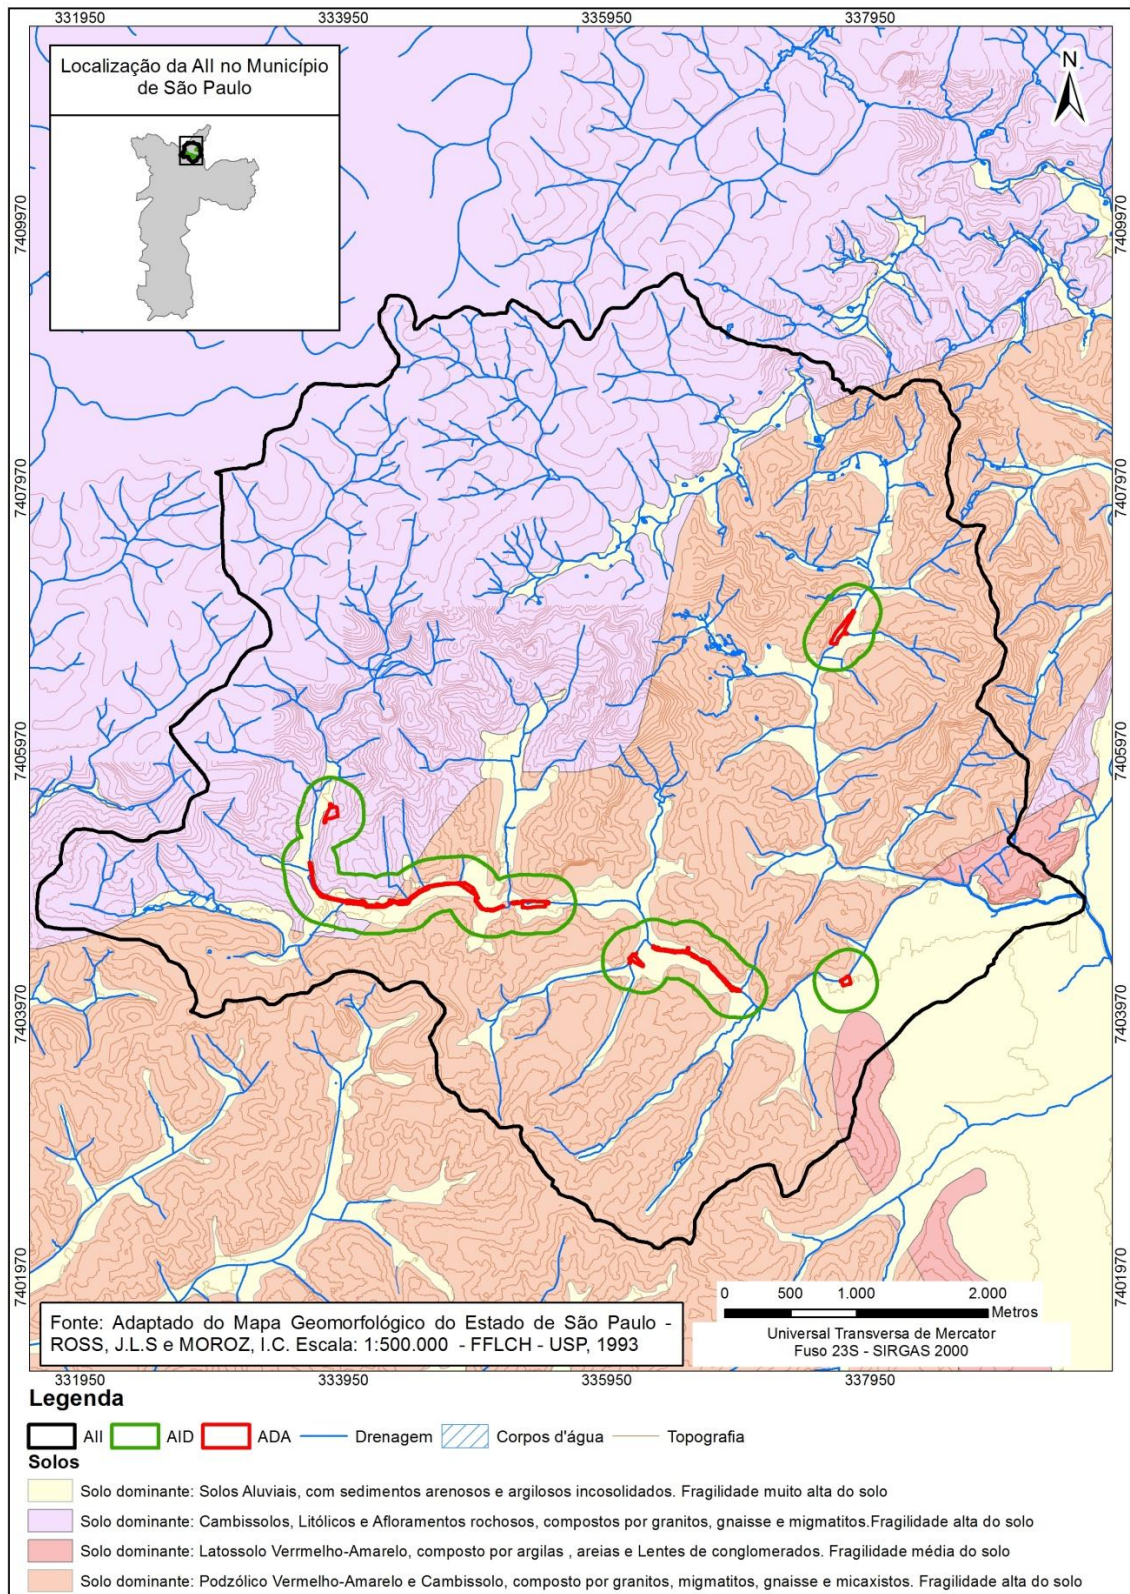 331950 333950 335950 337950
Localização da AII no Município
de São Paulo
N
7409970 7409970
7407970 7407970
7405970 7405970
7403970 7403970
7401970 7401970
Fonte: Adaptado do Mapa Geomorfológico do Estado de São Paulo -
ROSS, J.L.S e MOROZ, I.C. Escala: 1:500.000 - FFLCH - USP, 1993
0 500 1.000 2.000
Metros
Universal Transversa de Mercator
Fuso 23S - SIRGAS 2000
331950 333950 335950 337950
Legenda
AII AID ADA Drenagem Corpos d'água Topografia
Solos
Solo dominante: Solos Aluviais, com sedimentos arenosos e argilosos incosolidados. Fragilidade muito alta do solo
Solo dominante: Cambissolos, Litólicos e Afloramentos rochosos, compostos por granitos, gnaisse e migmatitos.Fragilidade alta do solo
Solo dominante: Latossolo Verrmelho-Amarelo, composto por argilas , areias e Lentes de conglomerados. Fragilidade média do solo
Solo dominante: Podzólico Vermelho-Amarelo e Cambissolo, composto por granitos, migmatitos, gnaisse e micaxistos. Fragilidade alta do solo